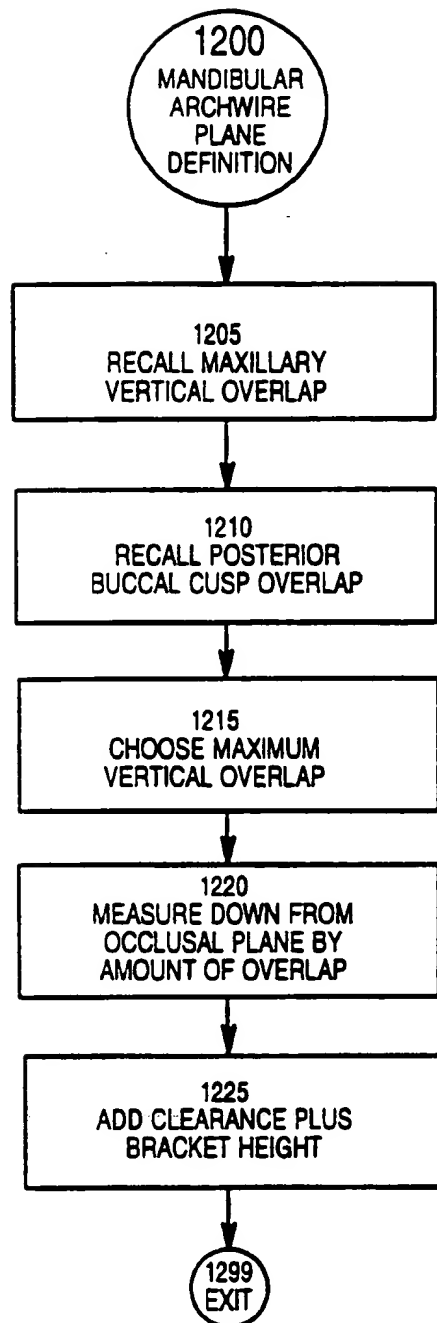 1200
MANDIBULAR
ARCHWIRE
PLANE
DEFINITION
1205
RECALL MAXILLARY
VERTICAL OVERLAP
1210
RECALL POSTERIOR
BUCCAL CUSP OVERLAP
1215
CHOOSE MAXIMUM
VERTICAL OVERLAP
1220
MEASURE DOWN FROM
OCCLUSAL PLANE BY
AMOUNT OF OVERLAP
1225
ADD CLEARANCE PLUS
BRACKET HEIGHT
1299
EXIT